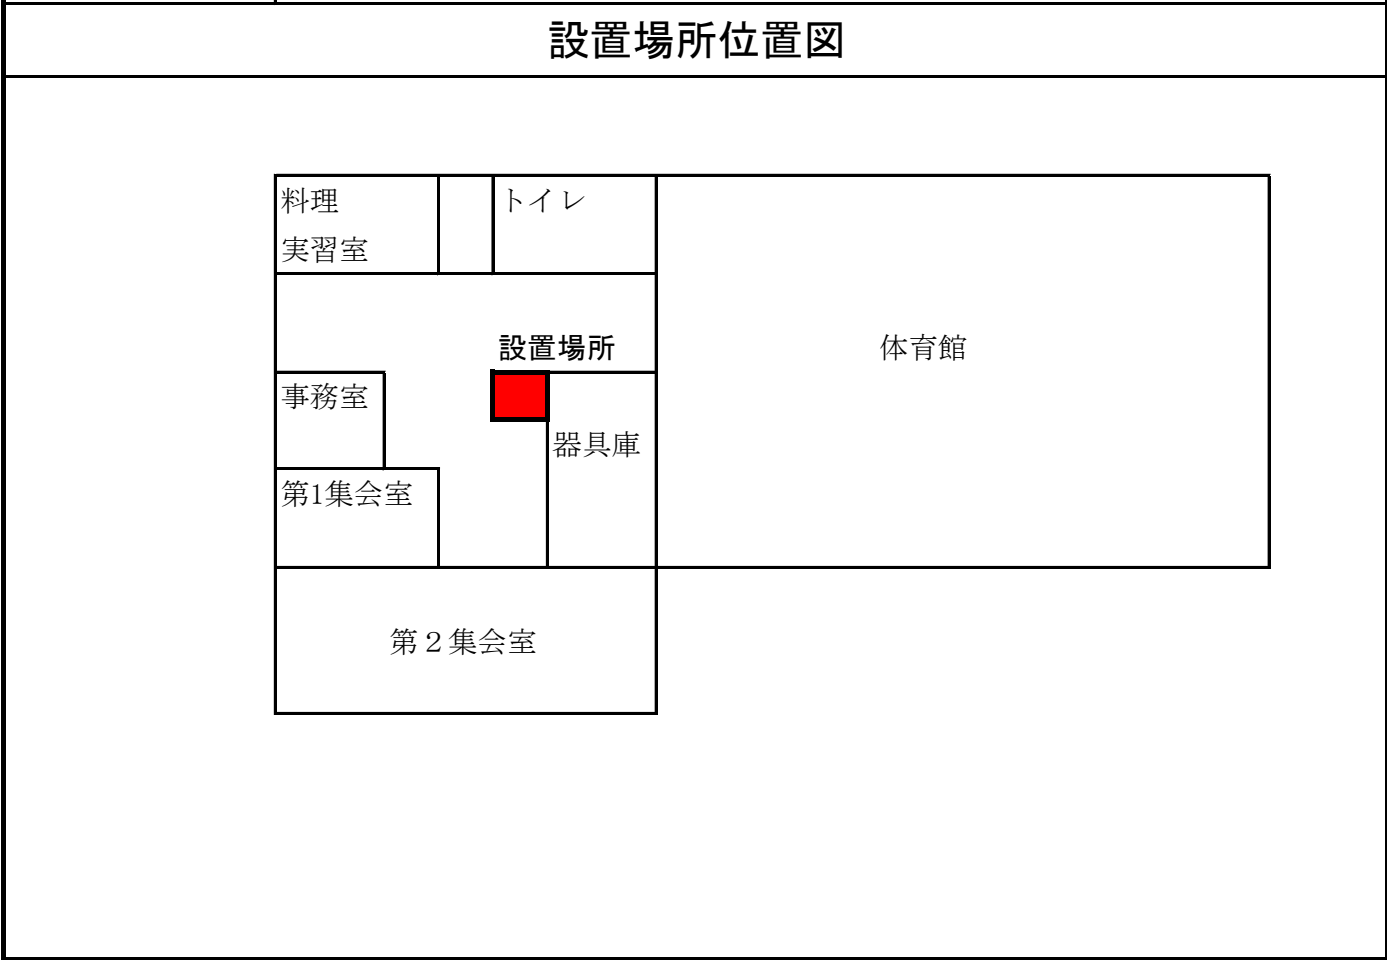 設置場所位置図
料理
実習室
トイレ
設置場所
体育館
事務室
器具庫
第1集会室
第２集会室